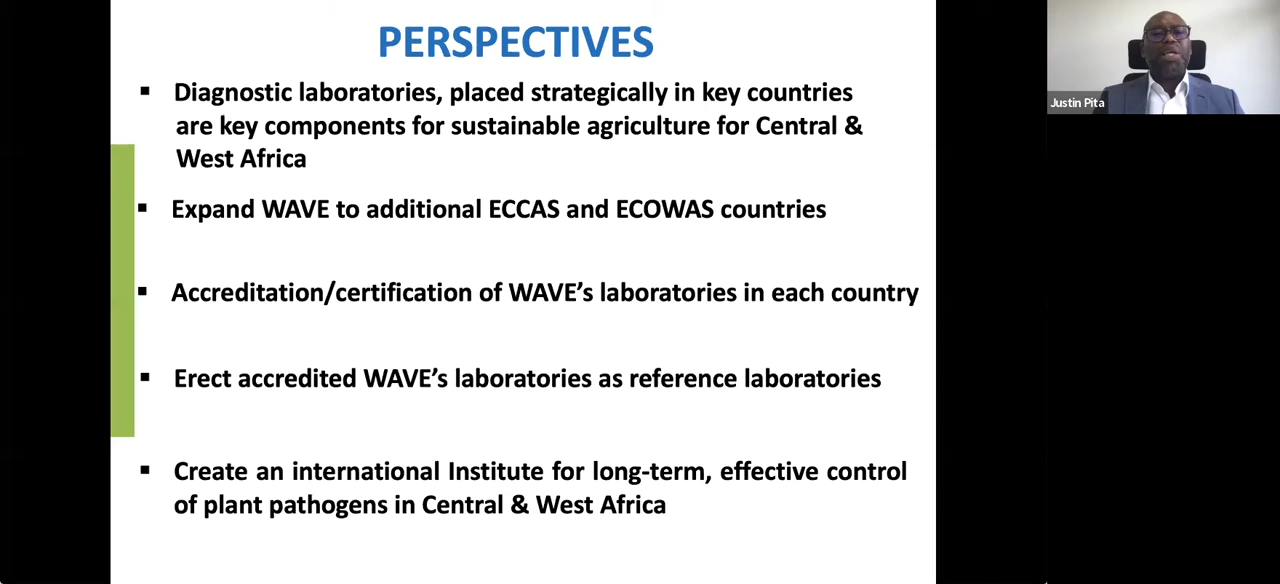 PERSPECTIVES
▪ Diagnostic laboratories, placed strategically in key countries
are key components for sustainable agriculture for Central &
West Africa
▪ Expand WAVE to additional ECCAS and ECOWAS countries
▪ Accreditation/certification of WAVE’s laboratories in each country
▪ Erect accredited WAVE’s laboratories as reference laboratories
▪ Create an international Institute for long-term, effective control
of plant pathogens in Central & West Africa
Justin Pita